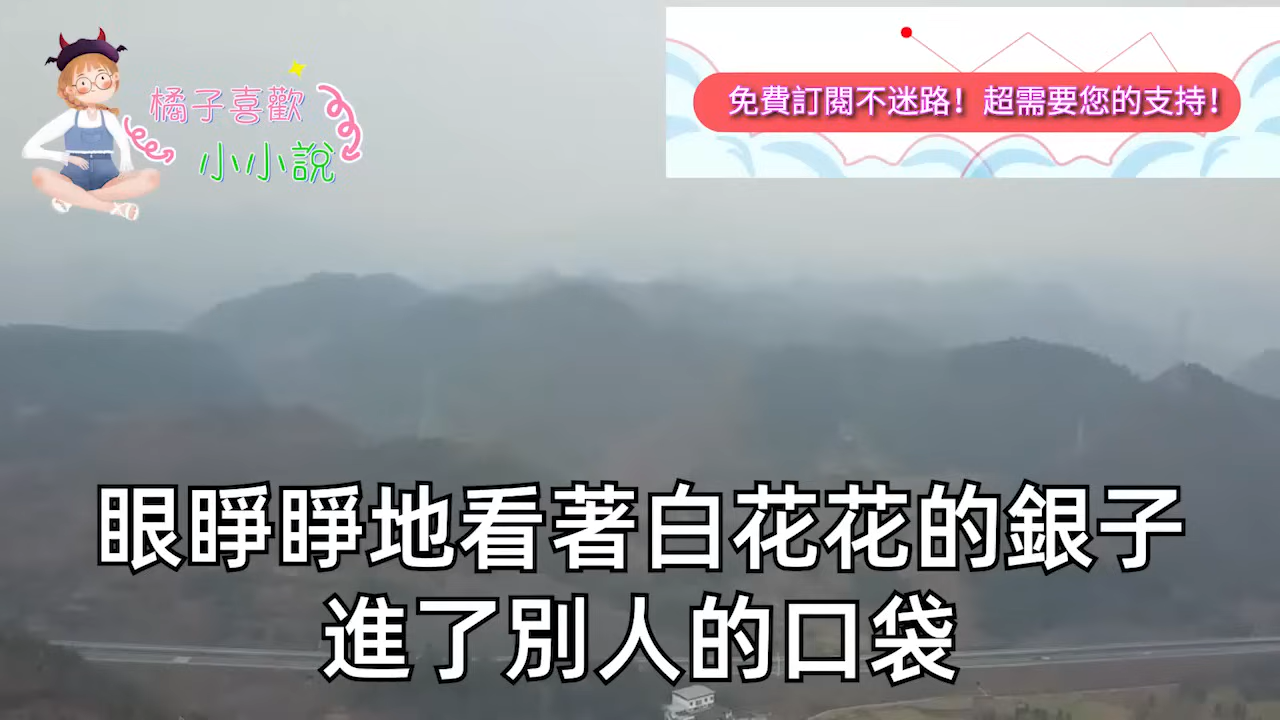 橘子喜歡
小小說
免費訂閱不迷路！超需要您的支持！
眼睜睜地看著白花花的銀子
進了別人的口袋